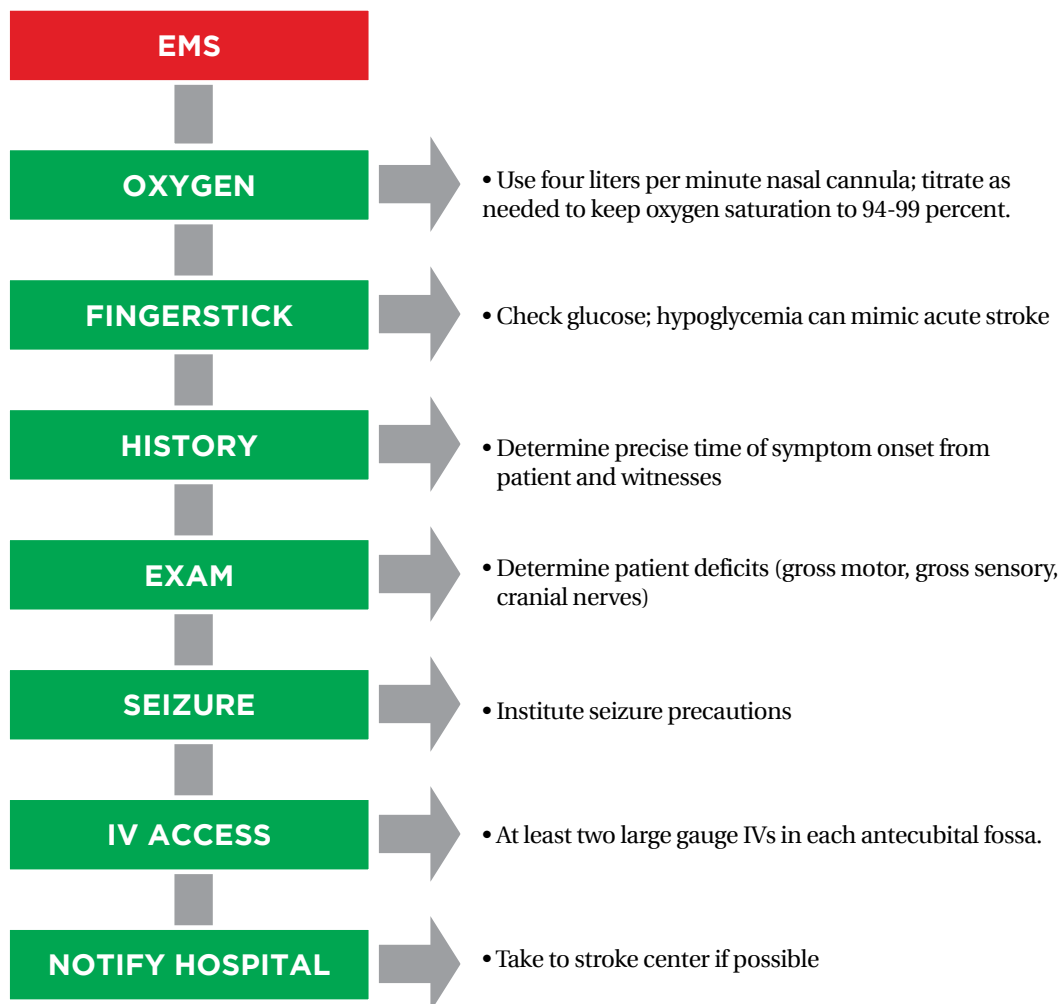 EMS
OXYGEN
• Use four liters per minute nasal cannula; titrate as
needed to keep oxygen saturation to 94-99 percent.
FINGERSTICK
• Check glucose; hypoglycemia can mimic acute stroke
HISTORY
• Determine precise time of symptom onset from
patient and witnesses
EXAM
• Determine patient deficits (gross motor, gross sensory,
cranial nerves)
SEIZURE
• Institute seizure precautions
IV ACCESS
• At least two large gauge IVs in each antecubital fossa.
NOTIFY HOSPITAL
• Take to stroke center if possible